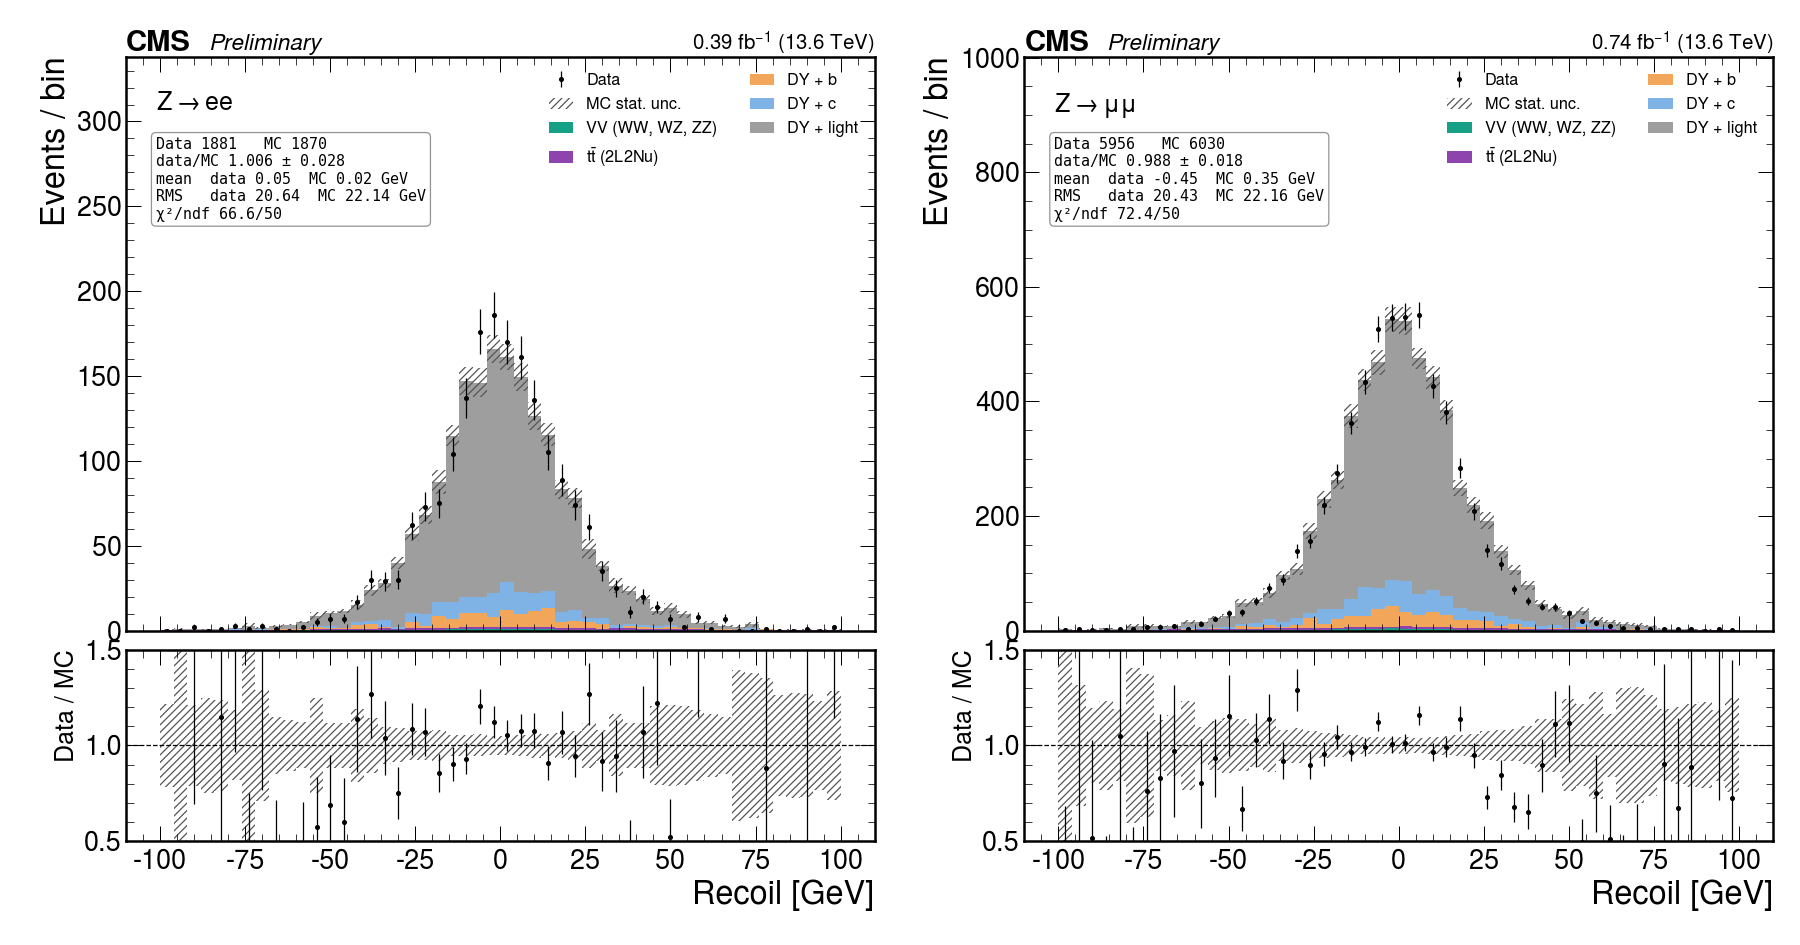 CMS Preliminary 0.39 fb⁻¹ (13.6 TeV)
Z → ee
Data
MC stat. unc.
VV (WW, WZ, ZZ)
tt̄ (2L2Nu)
DY + b
DY + c
DY + light
Data 1881 MC 1870
data/MC 1.006 ± 0.028
mean data 0.05 MC 0.02 GeV
RMS data 20.64 MC 22.14 GeV
χ²/ndf 66.6/50
Events / bin
300
250
200
150
100
50
0
Data / MC
1.5
1.0
0.5
-100 -75 -50 -25 0 25 50 75 100
Recoil [GeV]
CMS Preliminary 0.74 fb⁻¹ (13.6 TeV)
Z → μμ
Data
MC stat. unc.
VV (WW, WZ, ZZ)
tt̄ (2L2Nu)
DY + b
DY + c
DY + light
Data 5956 MC 6030
data/MC 0.988 ± 0.018
mean data -0.45 MC 0.35 GeV
RMS data 20.43 MC 22.16 GeV
χ²/ndf 72.4/50
Events / bin
1000
800
600
400
200
0
Data / MC
1.5
1.0
0.5
-100 -75 -50 -25 0 25 50 75 100
Recoil [GeV]